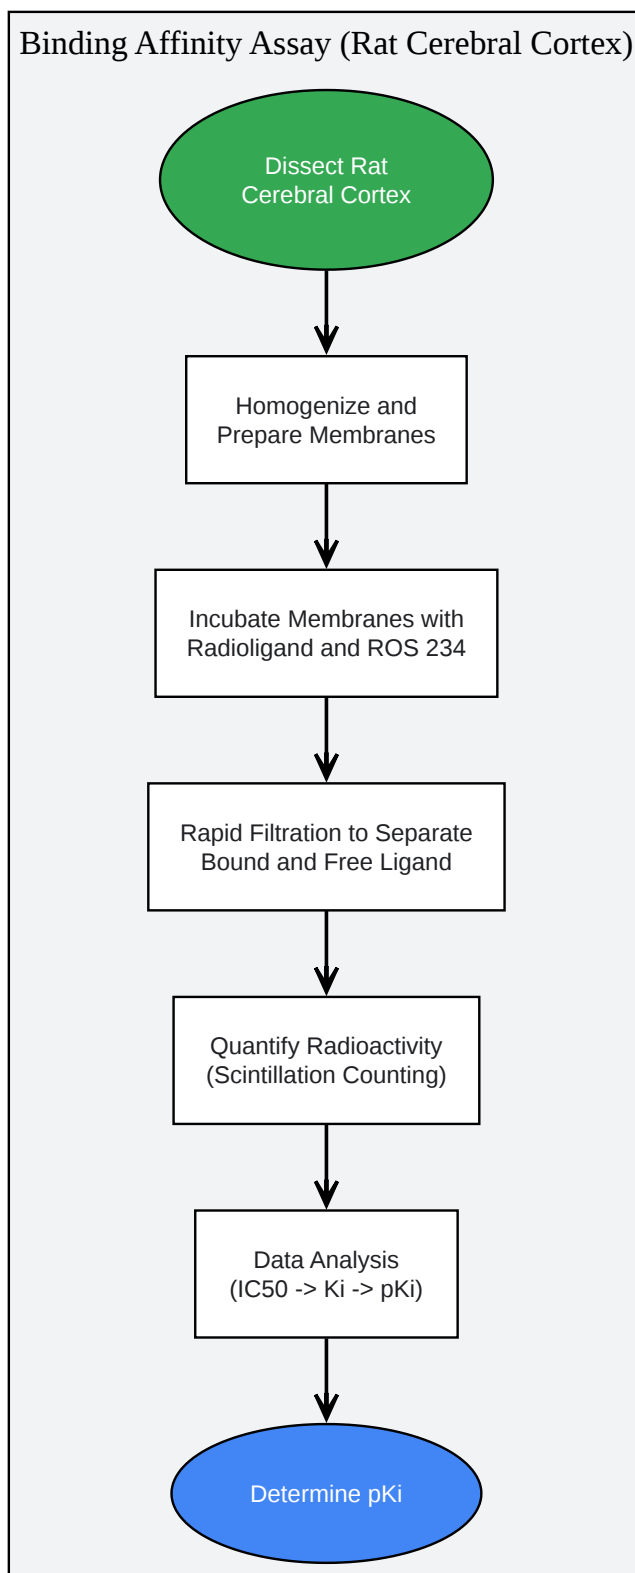 Binding Affinity Assay (Rat Cerebral Cortex)
Dissect Rat
Cerebral Cortex
Homogenize and
Prepare Membranes
Incubate Membranes with
Radioligand and ROS 234
Rapid Filtration to Separate
Bound and Free Ligand
Quantify Radioactivity
(Scintillation Counting)
Data Analysis
(IC50 -> Ki -> pKi)
Determine pKi